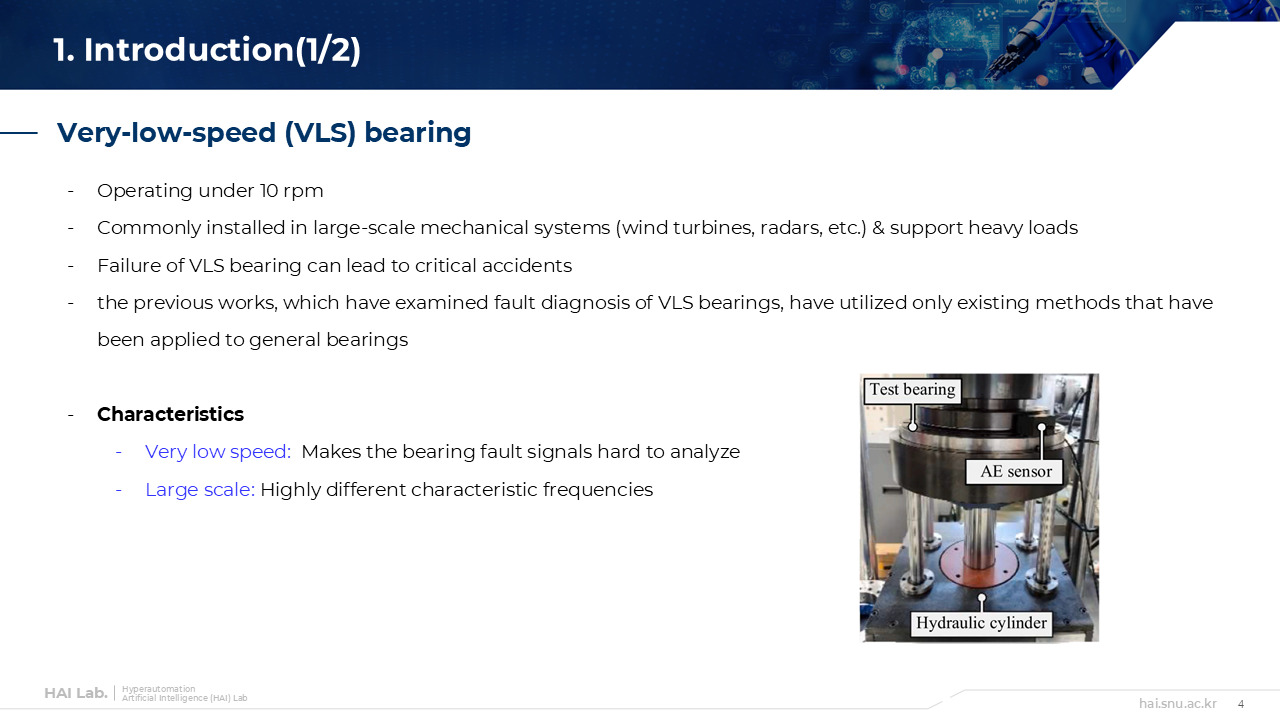 1. Introduction(1/2)
Very-low-speed (VLS) bearing
- Operating under 10 rpm
- Commonly installed in large-scale mechanical systems (wind turbines, radars, etc.) & support heavy loads
- Failure of VLS bearing can lead to critical accidents
- the previous works, which have examined fault diagnosis of VLS bearings, have utilized only existing methods that have
been applied to general bearings
- Characteristics
- Very low speed: Makes the bearing fault signals hard to analyze
- Large scale: Highly different characteristic frequencies
Test bearing
AE sensor
Hydraulic cylinder
HAI Lab.
Hyperautomation
Artificial Intelligence (HAI) Lab
hai.snu.ac.kr
4